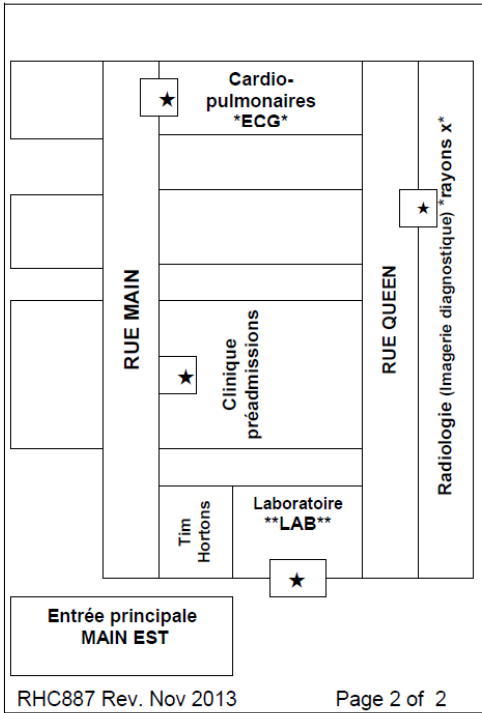 Cardio-
pulmonaires
*ECG*
RUE MAIN
RUE QUEEN
Radiologie (Imagerie diagnostique) *rayons x*
Clinique
préadmissions
Tim
Hortons
Laboratoire
**LAB**
Entrée principale
MAIN EST
RHC887 Rev. Nov 2013 Page 2 of 2